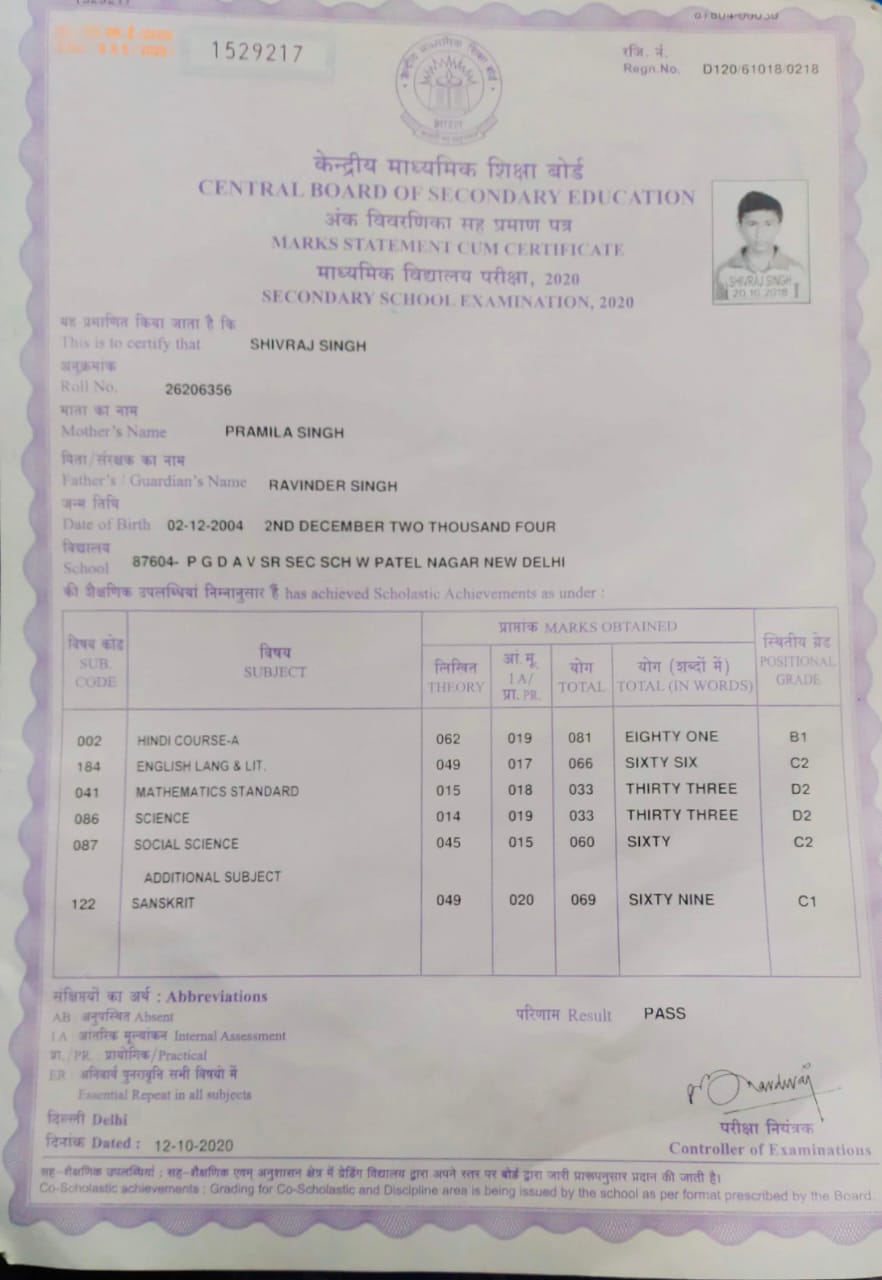 1529217
रजि. नं.
Regn.No. D120/61018/0218
भारत
केन्द्रीय माध्यमिक शिक्षा बोर्ड
CENTRAL BOARD OF SECONDARY EDUCATION
अंक विवरणिका सह प्रमाण पत्र
MARKS STATEMENT CUM CERTIFICATE
माध्यमिक विद्यालय परीक्षा, 2020
SECONDARY SCHOOL EXAMINATION, 2020
SHIVRAJ SINGH
20.10.2018
यह प्रमाणित किया जाता है कि
This is to certify that SHIVRAJ SINGH
अनुक्रमांक
Roll No. 26206356
माता का नाम
Mother's Name PRAMILA SINGH
पिता/संरक्षक का नाम
Father's / Guardian's Name RAVINDER SINGH
जन्म तिथि
Date of Birth 02-12-2004 2ND DECEMBER TWO THOUSAND FOUR
विद्यालय
School 87604- P G D A V SR SEC SCH W PATEL NAGAR NEW DELHI
की शैक्षणिक उपलब्धियां निम्नानुसार हैं has achieved Scholastic Achievements as under :
विषय कोड
SUB.
CODE
विषय
SUBJECT
प्राप्तांक MARKS OBTAINED
लिखित
THEORY
आं.मू.
I A/
प्रा. PR.
योग
TOTAL
योग (शब्दों में)
TOTAL (IN WORDS)
स्थितीय ग्रेड
POSITIONAL
GRADE
002 HINDI COURSE-A 062 019 081 EIGHTY ONE B1
184 ENGLISH LANG & LIT. 049 017 066 SIXTY SIX C2
041 MATHEMATICS STANDARD 015 018 033 THIRTY THREE D2
086 SCIENCE 014 019 033 THIRTY THREE D2
087 SOCIAL SCIENCE 045 015 060 SIXTY C2
ADDITIONAL SUBJECT
122 SANSKRIT 049 020 069 SIXTY NINE C1
संक्षिप्तियों का अर्थ : Abbreviations
AB : अनुपस्थित Absent
I A : आंतरिक मूल्यांकन Internal Assessment
प्रा./PR. प्रायोगिक/Practical
ER : अनिवार्य पुनरावृत्ति सभी विषयों में
Essential Repeat in all subjects
परिणाम Result PASS
दिल्ली Delhi
दिनांक Dated : 12-10-2020
परीक्षा नियंत्रक
Controller of Examinations
सह-शैक्षणिक उपलब्धियां : सह-शैक्षणिक एवम् अनुशासन क्षेत्र में ग्रेडिंग विद्यालय द्वारा अपने स्तर पर बोर्ड द्वारा जारी प्रारूपनुसार प्रदान की जाती है।
Co-Scholastic achievements : Grading for Co-Scholastic and Discipline area is being issued by the school as per format prescribed by the Board.